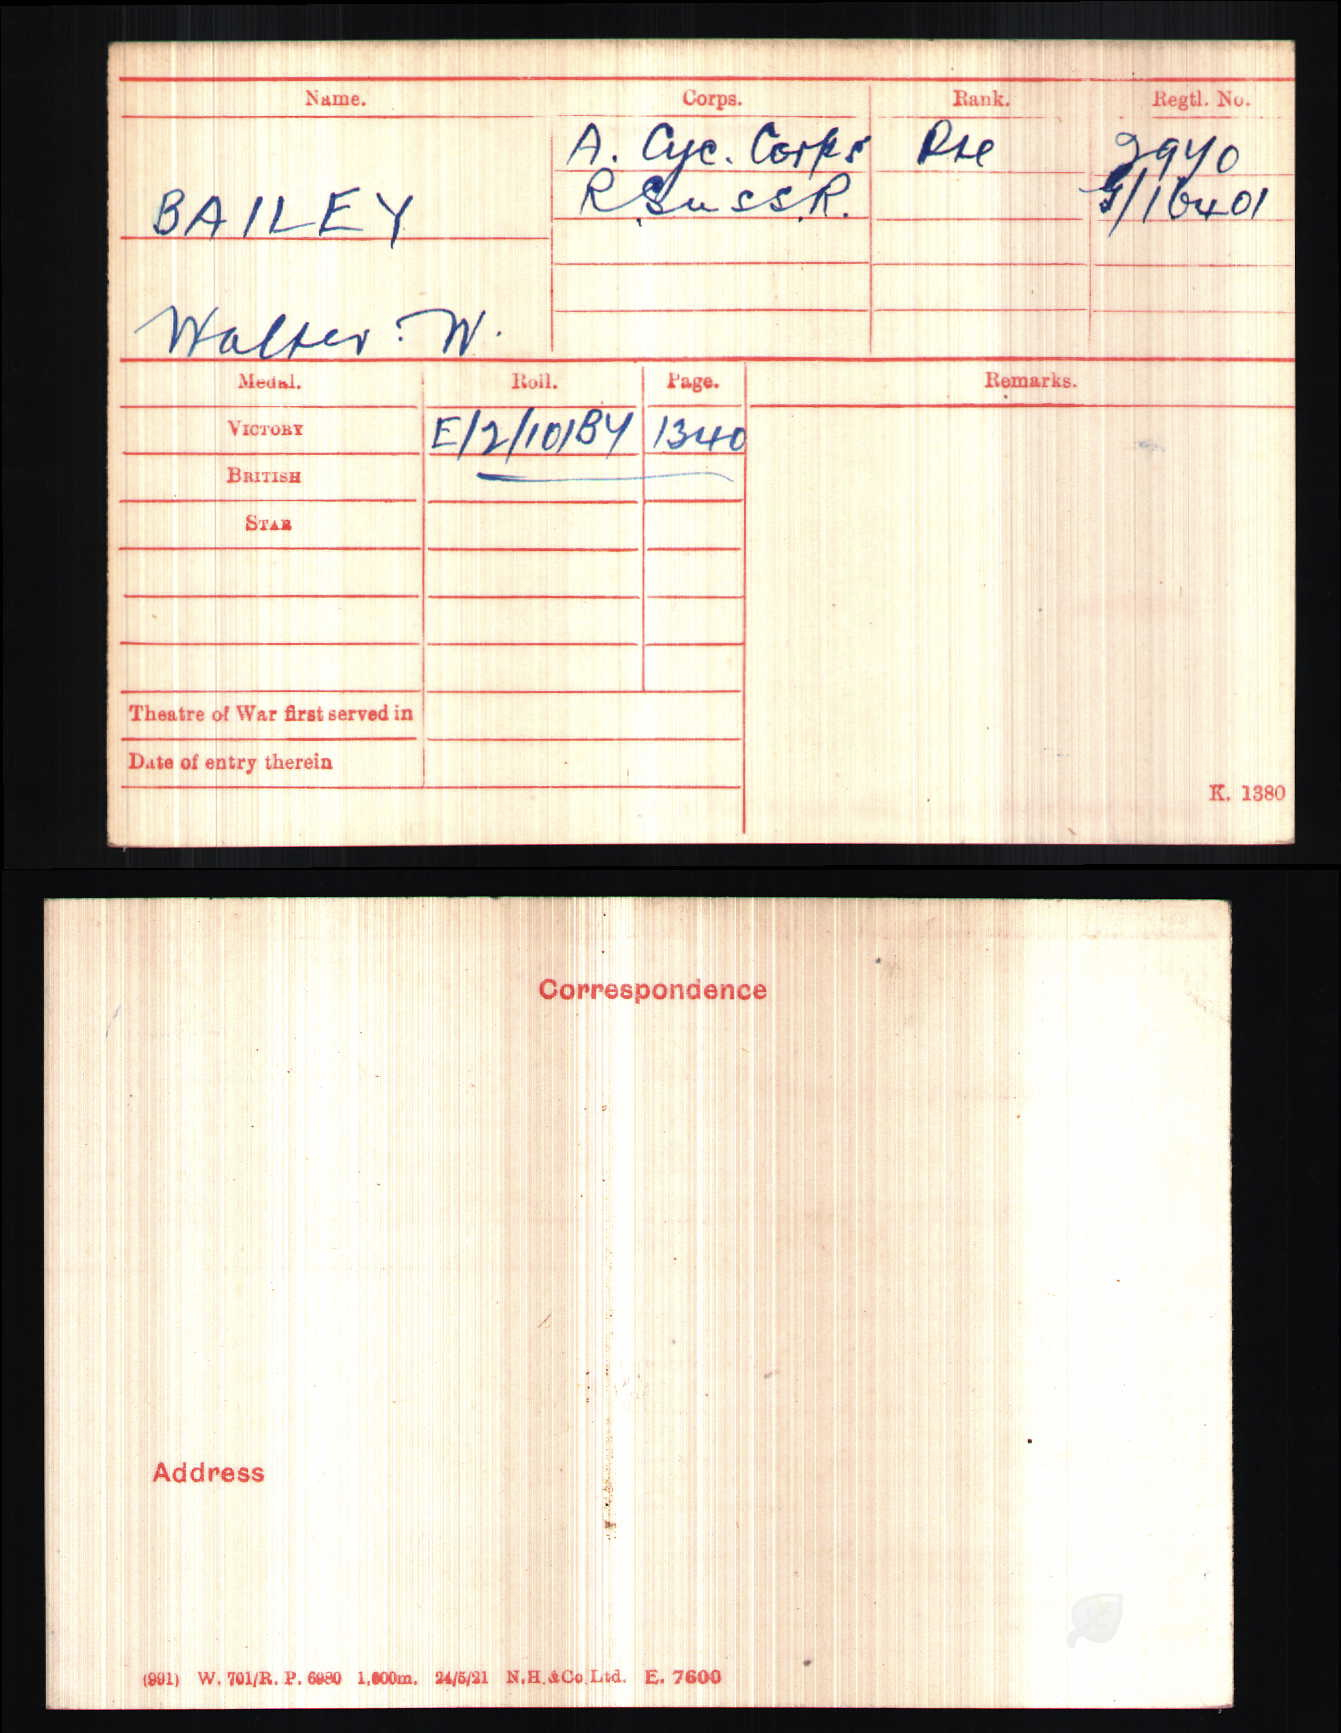 Name. Corps. Rank. Regtl. No.
A. Cyc. Corps Pte 2940
R. Suss. R. G/16401
BAILEY
Walter. W.
Medal. Roll. Page. Remarks.
VICTORY E/2/101B4 1340
BRITISH
STAR
Theatre of War first served in
Date of entry therein
K. 1380
Correspondence
Address
(991) W. 701/R. P. 6980 1,000m. 24/5/21 N.H.&Co.Ltd. E. 7600